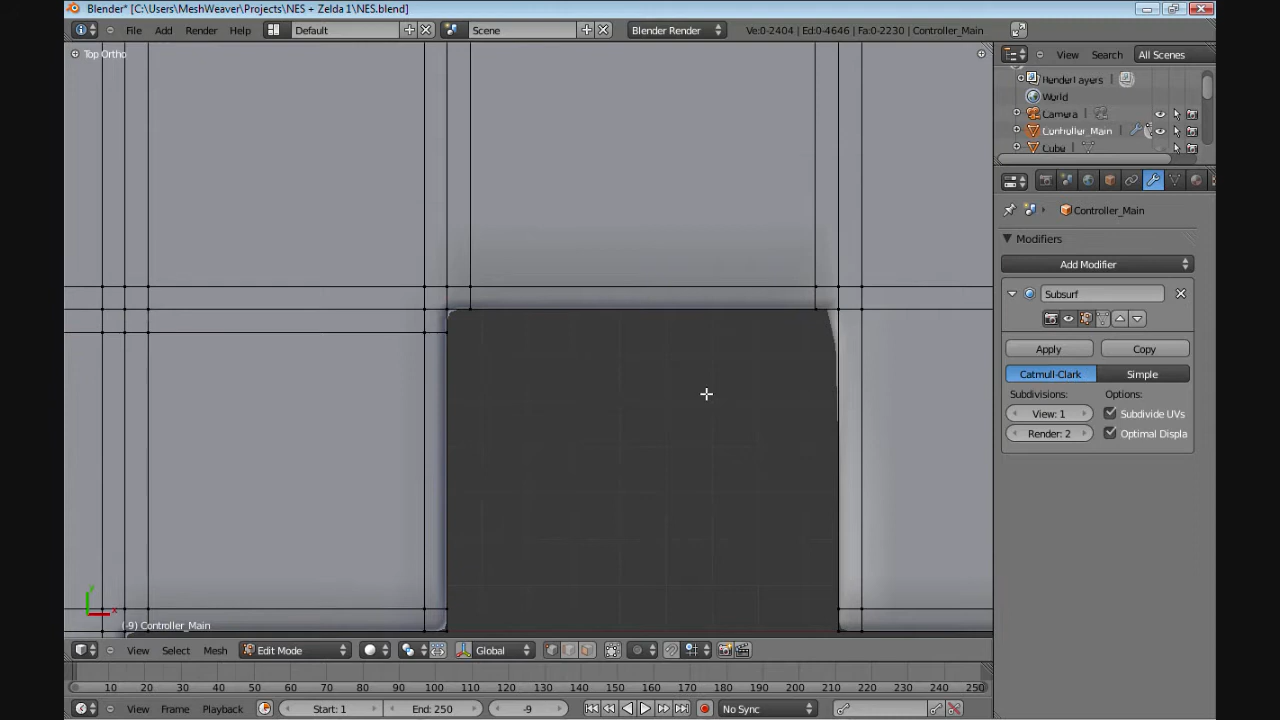 Blender* [C:\Users\MeshWeaver\Projects\NES + Zelda 1\NES.blend]
File Add Render Help Default Scene Blender Render Ve:0-2404 | Ed:0-4646 | Fa:0-2230 | Controller_Main
View Search All Scenes
Top Ortho
RenderLayers
World
Camera
Controller_Main
Cube
Controller_Main
Modifiers
Add Modifier
Subsurf
Apply Copy
Catmull-Clark Simple
Subdivisions: Options:
View: 1 Subdivide UVs
Render: 2 Optimal Displa
y
x
(-9) Controller_Main
View Select Mesh Edit Mode Global
10 20 30 40 50 60 70 80 90 100 110 120 130 140 150 160 170 180 190 200 210 220 230 240 250
View Frame Playback Start: 1 End: 250 -9 No Sync